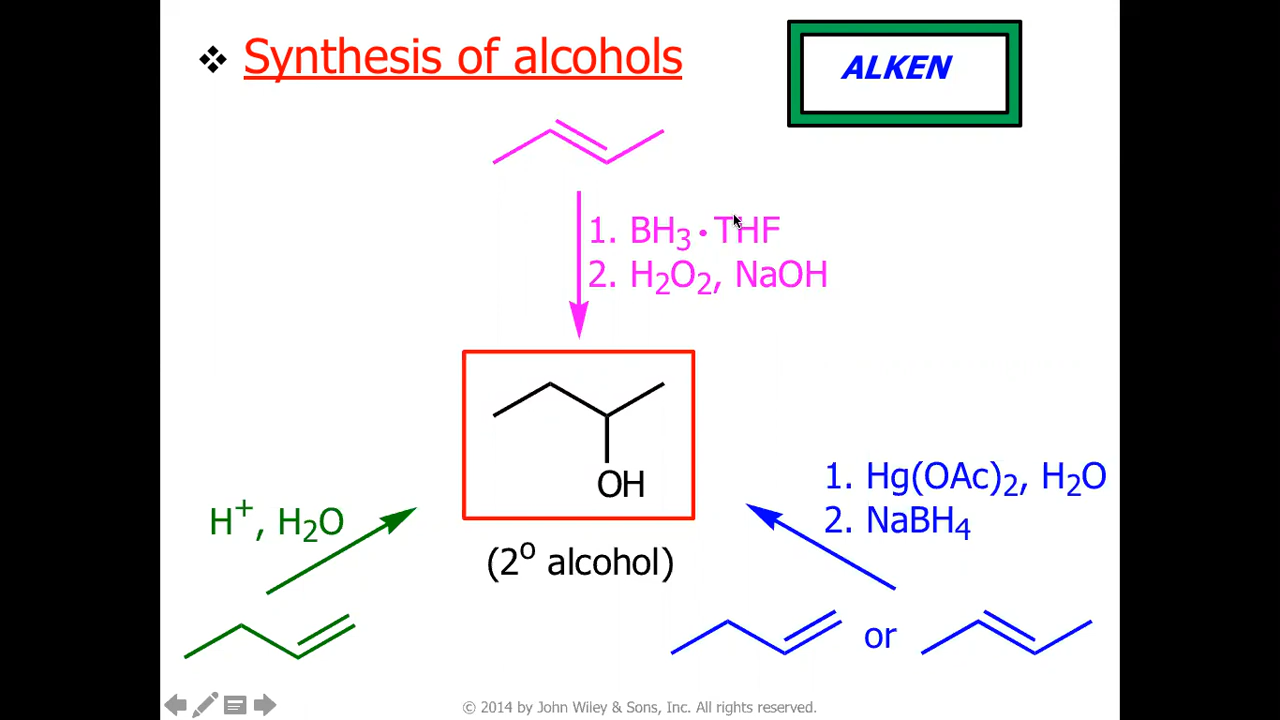 ❖ Synthesis of alcohols
ALKEN
1. BH₃·THF
2. H₂O₂, NaOH
OH
(2º alcohol)
H⁺, H₂O
1. Hg(OAc)₂, H₂O
2. NaBH₄
or
© 2014 by John Wiley & Sons, Inc. All rights reserved.